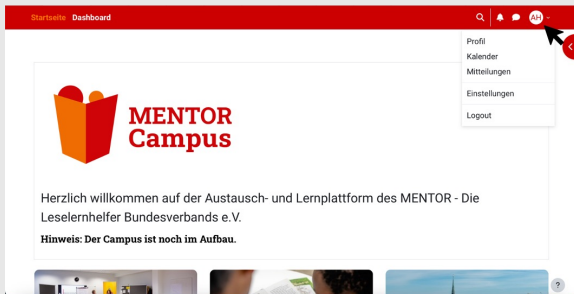 Startseite Dashboard
AH
Profil
Kalender
Mitteilungen
Einstellungen
Logout
MENTOR
Campus
Herzlich willkommen auf der Austausch- und Lernplattform des MENTOR - Die
Leselernhelfer Bundesverbands e.V.
Hinweis: Der Campus ist noch im Aufbau.
?